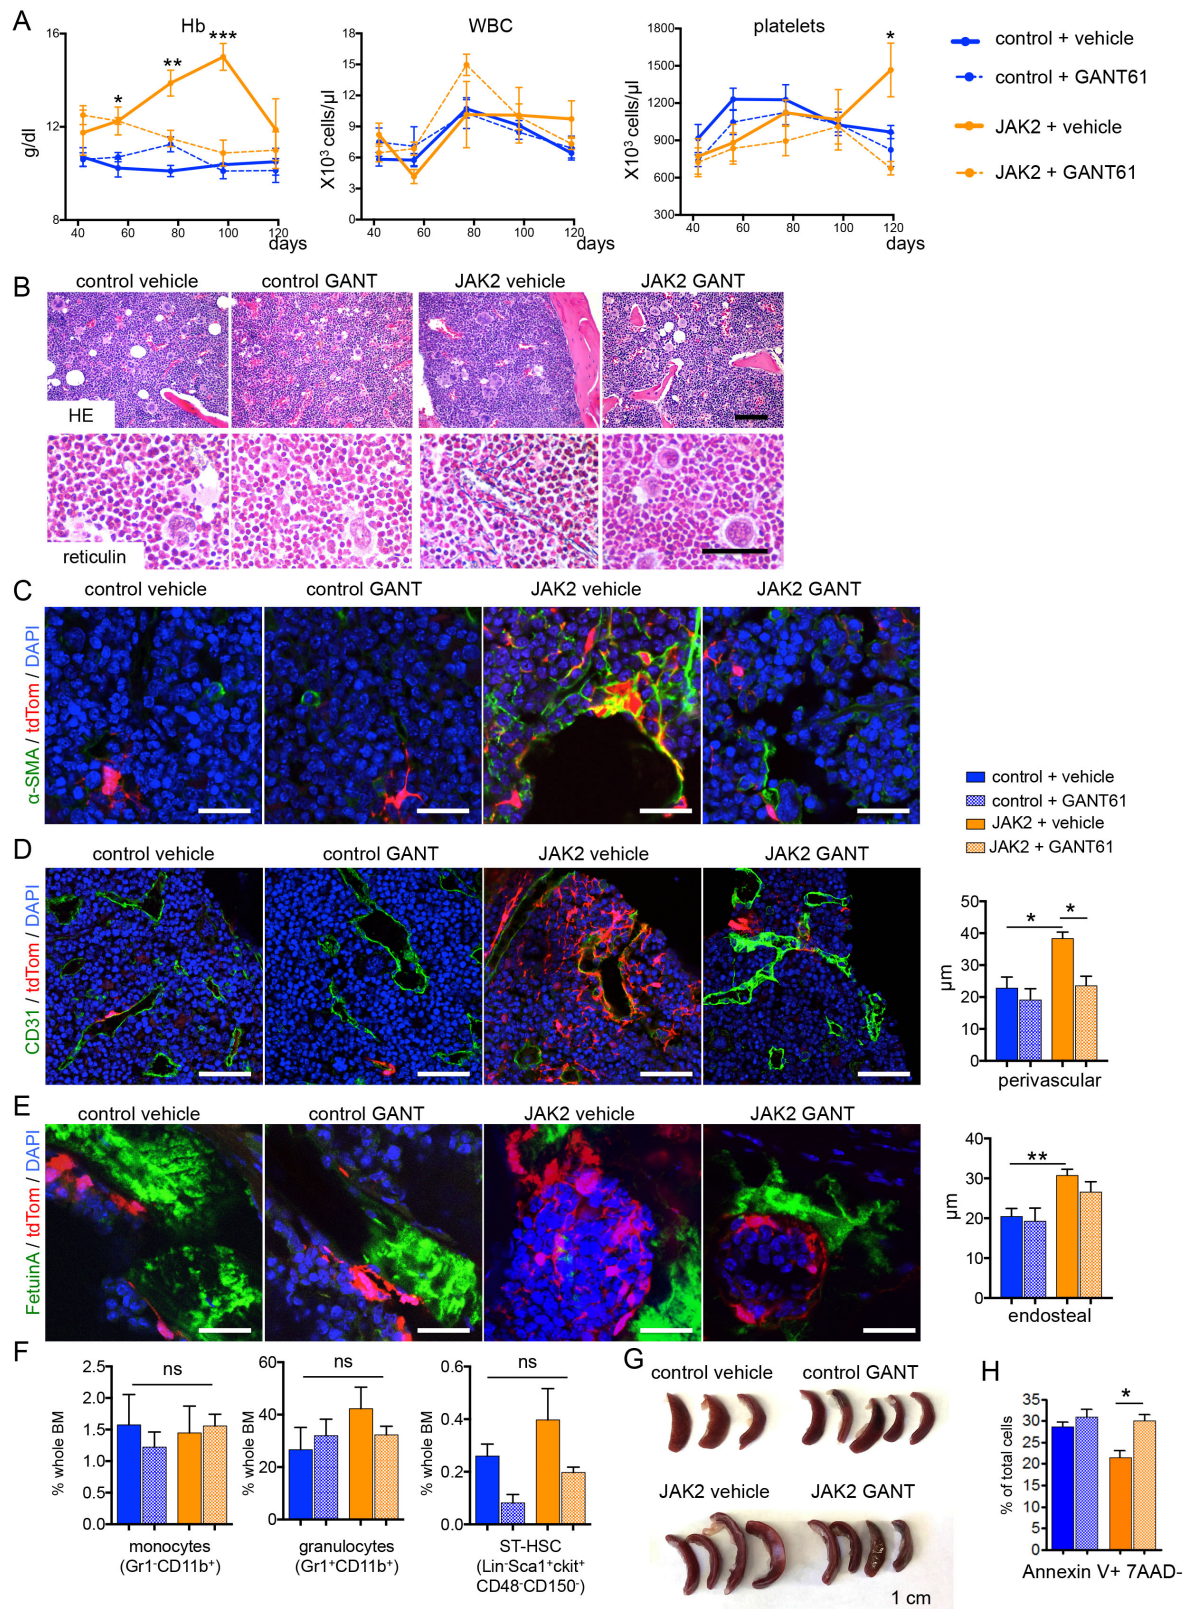 A
Hb
WBC
platelets
16
12
8
g/dl
40 60 80 100 120
days
***
**
*
18
15
12
9
6
3
0
X10³ cells/µl
40 60 80 100 120
days
1800
1500
1200
900
600
300
X10³ cells/µl
40 60 80 100 120
days
*
control + vehicle
control + GANT61
JAK2 + vehicle
JAK2 + GANT61
B
control vehicle
control GANT
JAK2 vehicle
JAK2 GANT
HE
reticulin
C
control vehicle
control GANT
JAK2 vehicle
JAK2 GANT
α-SMA / tdTom / DAPI
control + vehicle
control + GANT61
JAK2 + vehicle
JAK2 + GANT61
D
control vehicle
control GANT
JAK2 vehicle
JAK2 GANT
CD31 / tdTom / DAPI
50
40
30
20
10
0
µm
* *
perivascular
E
control vehicle
control GANT
JAK2 vehicle
JAK2 GANT
FetuinA / tdTom / DAPI
40
30
20
10
0
µm
**
endosteal
F
2.5
2.0
1.5
1.0
0.5
0.0
% whole BM
ns
monocytes
(Gr1⁻CD11b⁺)
60
40
20
0
% whole BM
ns
granulocytes
(Gr1⁺CD11b⁺)
0.6
0.4
0.2
0.0
% whole BM
ns
ST-HSC
(Lin⁻Sca1⁺ckit⁺
CD48⁻CD150⁻)
G
control vehicle
control GANT
JAK2 vehicle
JAK2 GANT
1 cm
H
35
30
25
20
15
10
5
0
% of total cells
*
Annexin V+ 7AAD-